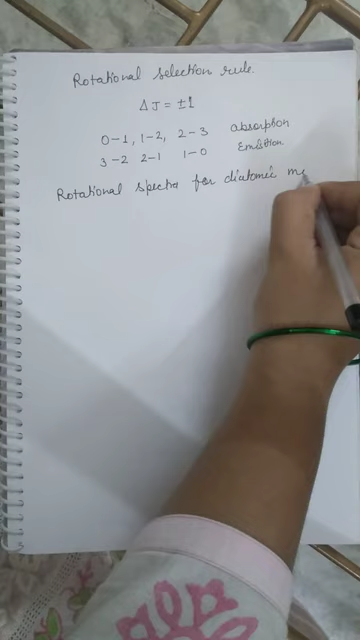 Rotational selection rule.
ΔJ = ±1
0-1, 1-2, 2-3 absorption
3-2 2-1 1-0 Emission
Rotational spectra for diatomic